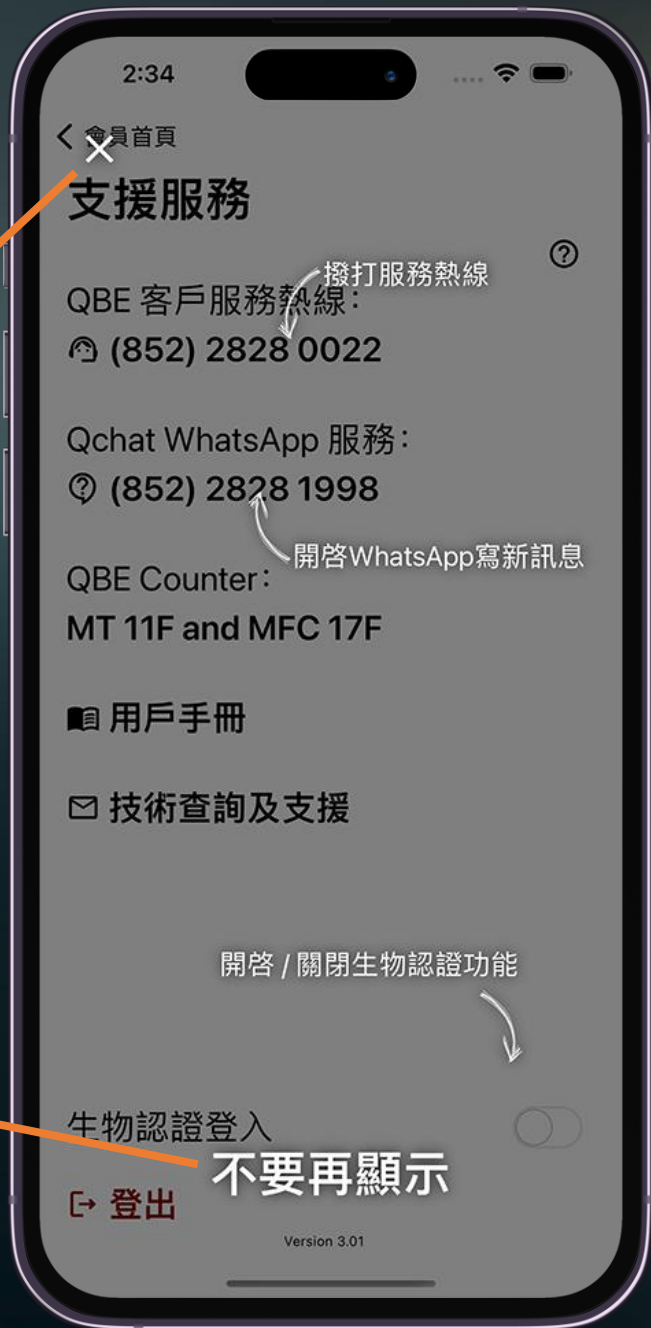 2:34
會員首頁
支援服務
撥打服務熱線
QBE 客戶服務熱線：
(852) 2828 0022
Qchat WhatsApp 服務：
(852) 2828 1998
開啓WhatsApp寫新訊息
QBE Counter：
MT 11F and MFC 17F
用戶手冊
技術查詢及支援
開啓 / 關閉生物認證功能
生物認證登入
不要再顯示
登出
Version 3.01